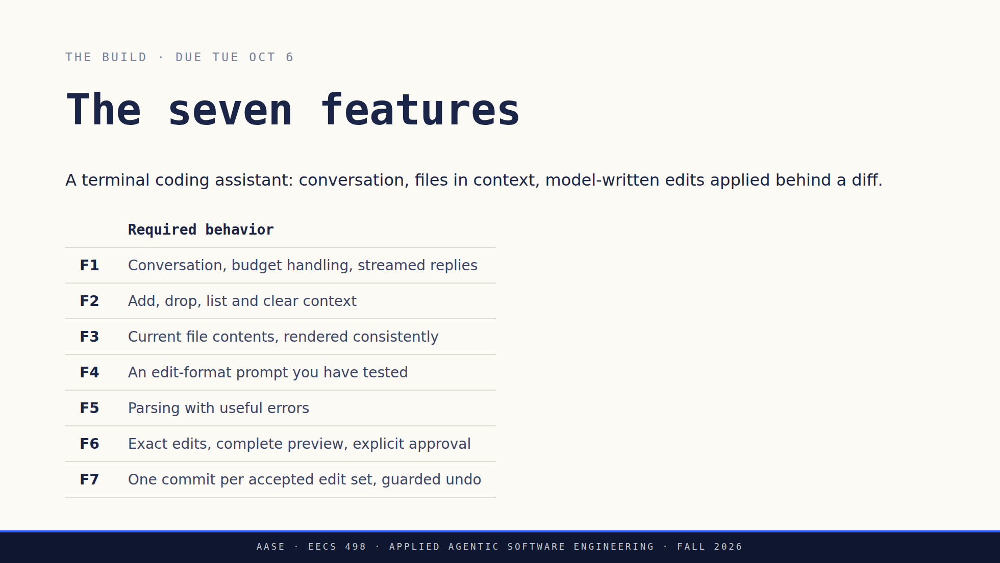 THE BUILD · DUE TUE OCT 6
The seven features
A terminal coding assistant: conversation, files in context, model-written edits applied behind a diff.
Required behavior
F1 Conversation, budget handling, streamed replies
F2 Add, drop, list and clear context
F3 Current file contents, rendered consistently
F4 An edit-format prompt you have tested
F5 Parsing with useful errors
F6 Exact edits, complete preview, explicit approval
F7 One commit per accepted edit set, guarded undo
AASE · EECS 498 · APPLIED AGENTIC SOFTWARE ENGINEERING · FALL 2026